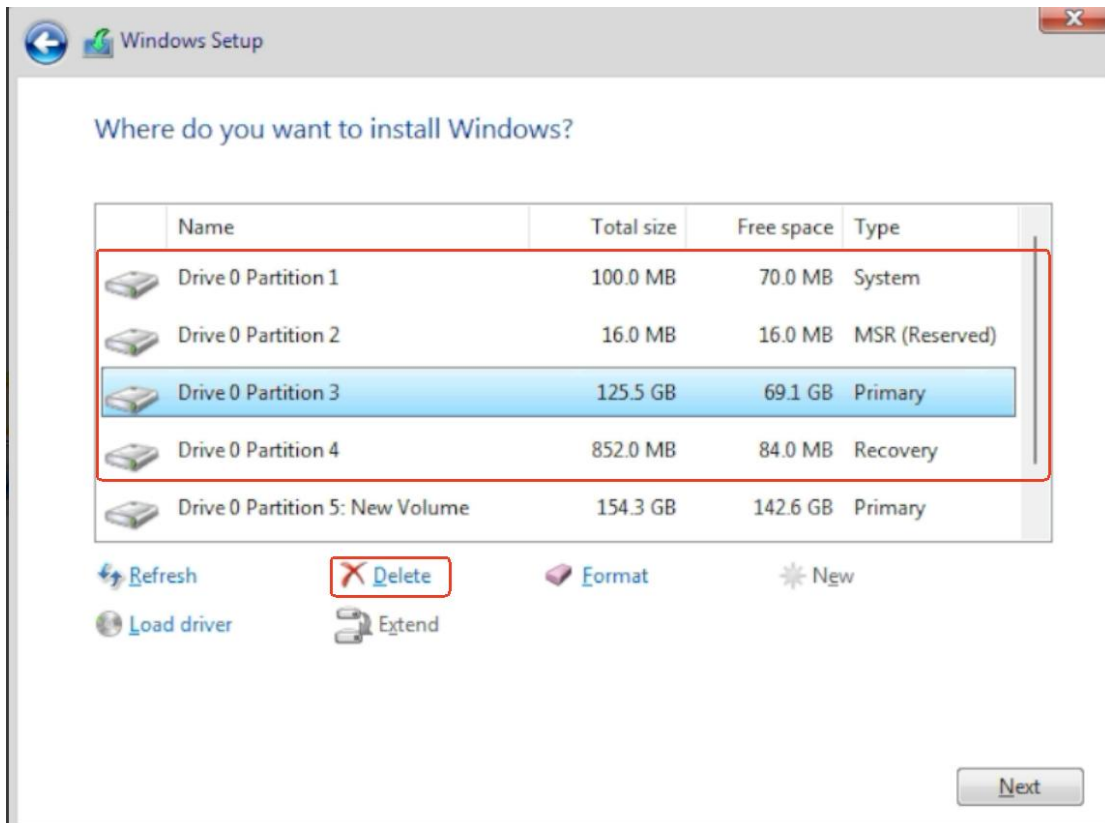 Windows Setup
Where do you want to install Windows?
Name Total size Free space Type
Drive 0 Partition 1 100.0 MB 70.0 MB System
Drive 0 Partition 2 16.0 MB 16.0 MB MSR (Reserved)
Drive 0 Partition 3 125.5 GB 69.1 GB Primary
Drive 0 Partition 4 852.0 MB 84.0 MB Recovery
Drive 0 Partition 5: New Volume 154.3 GB 142.6 GB Primary
Refresh Delete Format New
Load driver Extend
Next